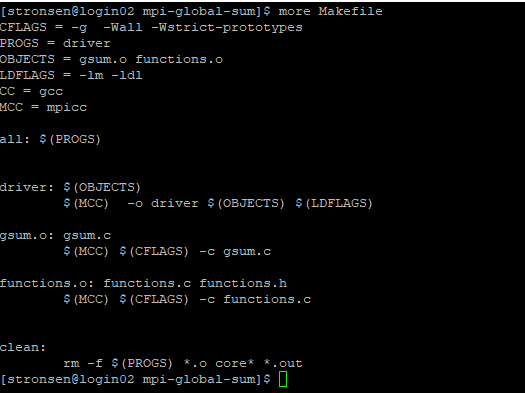 [stronsen@login02 mpi-global-sum]$ more Makefile
CFLAGS = -g  -Wall -Wstrict-prototypes
PROGS = driver
OBJECTS = gsum.o functions.o
LDFLAGS = -lm -ldl
CC = gcc
MCC = mpicc
all: $(PROGS)
driver: $(OBJECTS)
        $(MCC)  -o driver $(OBJECTS) $(LDFLAGS)
gsum.o: gsum.c
        $(MCC) $(CFLAGS) -c gsum.c
functions.o: functions.c functions.h
        $(MCC) $(CFLAGS) -c functions.c
clean:
        rm -f $(PROGS) *.o core* *.out
[stronsen@login02 mpi-global-sum]$